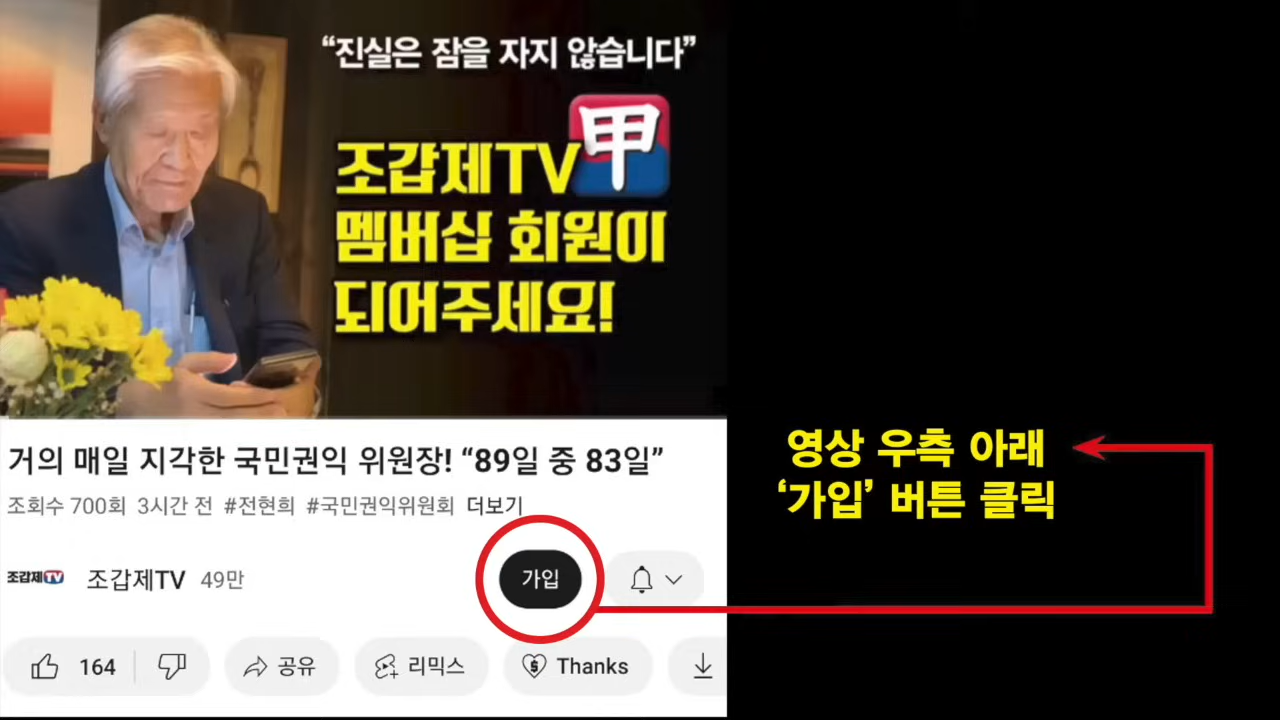 “진실은 잠을 자지 않습니다”
조갑제TV甲
멤버십 회원이
되어주세요!
거의 매일 지각한 국민권익 위원장! “89일 중 83일”
조회수 700회 3시간 전 #전현희 #국민권익위원회 더보기
조갑제TV 조갑제TV 49만 가입
164 공유 리믹스 Thanks
영상 우측 아래
‘가입’ 버튼 클릭